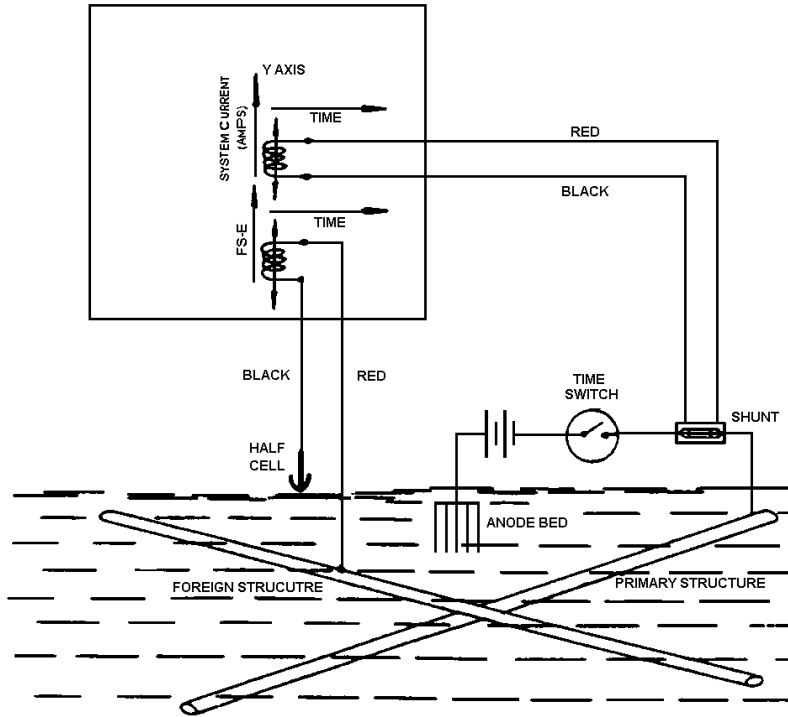 Y AXIS
SYSTEM CURRENT
(AMPS)
TIME
RED
BLACK
FS-E
TIME
BLACK
RED
TIME
SWITCH
SHUNT
HALF
CELL
ANODE BED
FOREIGN STRUCUTRE
PRIMARY STRUCTURE